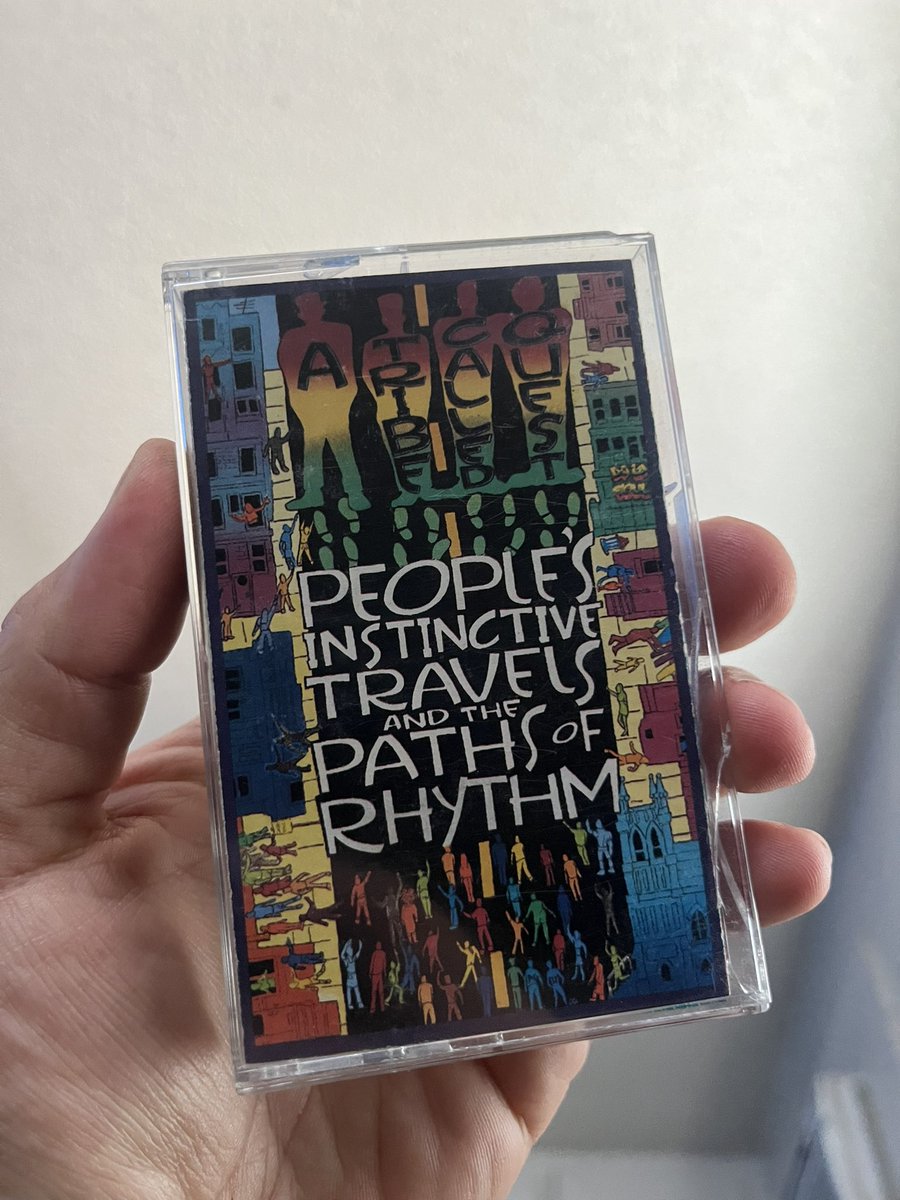 A TRIBE CALLED QUEST
PEOPLE'S
INSTINCTIVE
TRAVELS
AND THE
PATHS OF
RHYTHM